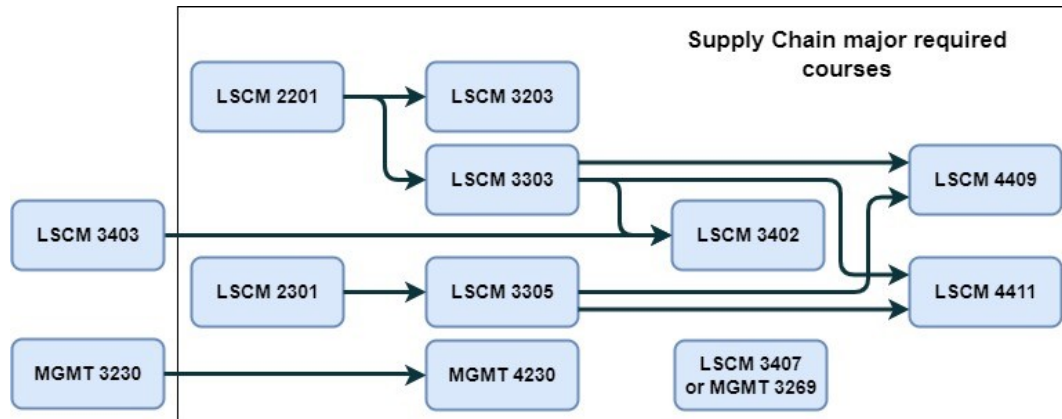 Supply Chain major required
courses
LSCM 2201
LSCM 3203
LSCM 3303
LSCM 4409
LSCM 3403
LSCM 3402
LSCM 2301
LSCM 3305
LSCM 4411
MGMT 3230
MGMT 4230
LSCM 3407
or MGMT 3269